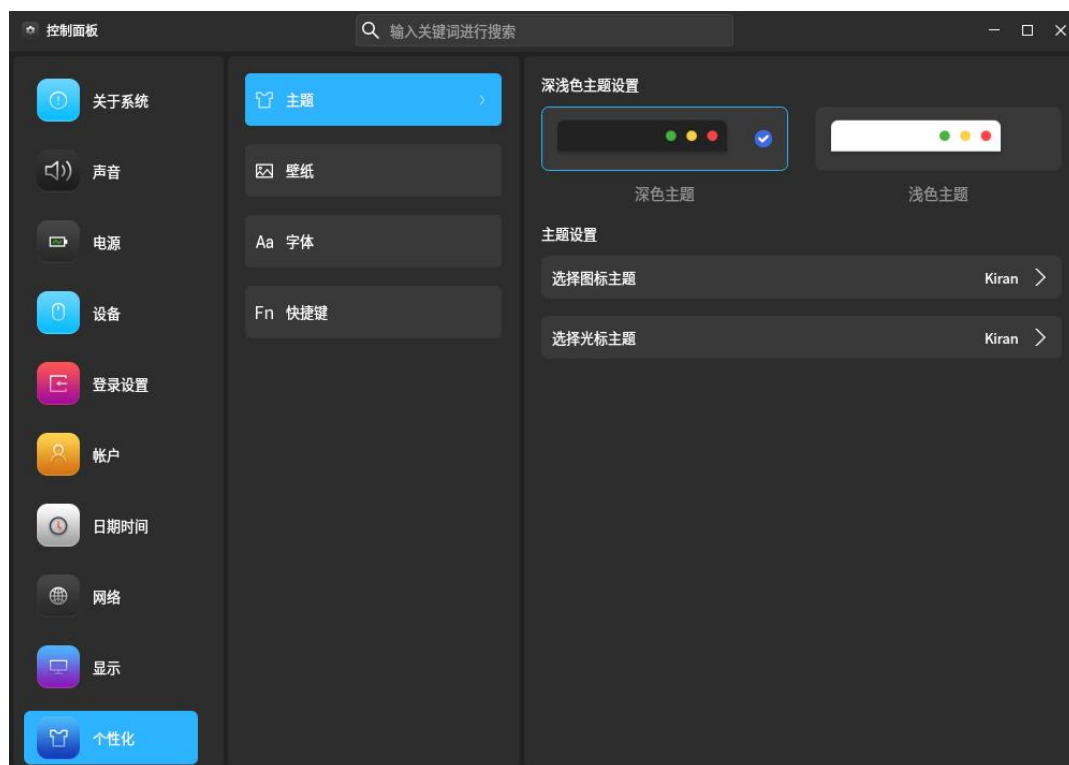 控制面板
输入关键词进行搜索
关于系统
声音
电源
设备
登录设置
帐户
日期时间
网络
显示
个性化
主题
壁纸
Aa 字体
Fn 快捷键
深浅色主题设置
深色主题
浅色主题
主题设置
选择图标主题 Kiran
选择光标主题 Kiran